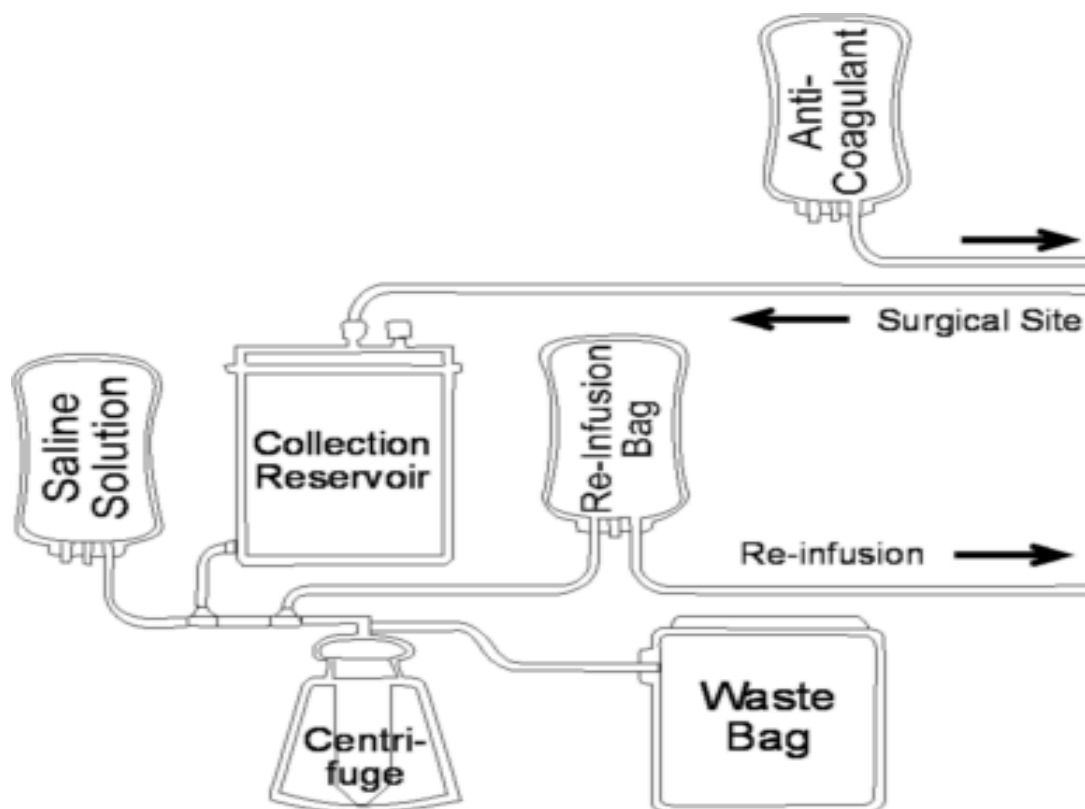 Anti-
Coagulant
Surgical Site
Saline
Solution
Collection
Reservoir
Re-Infusion
Bag
Re-infusion
Centri-
fuge
Waste
Bag